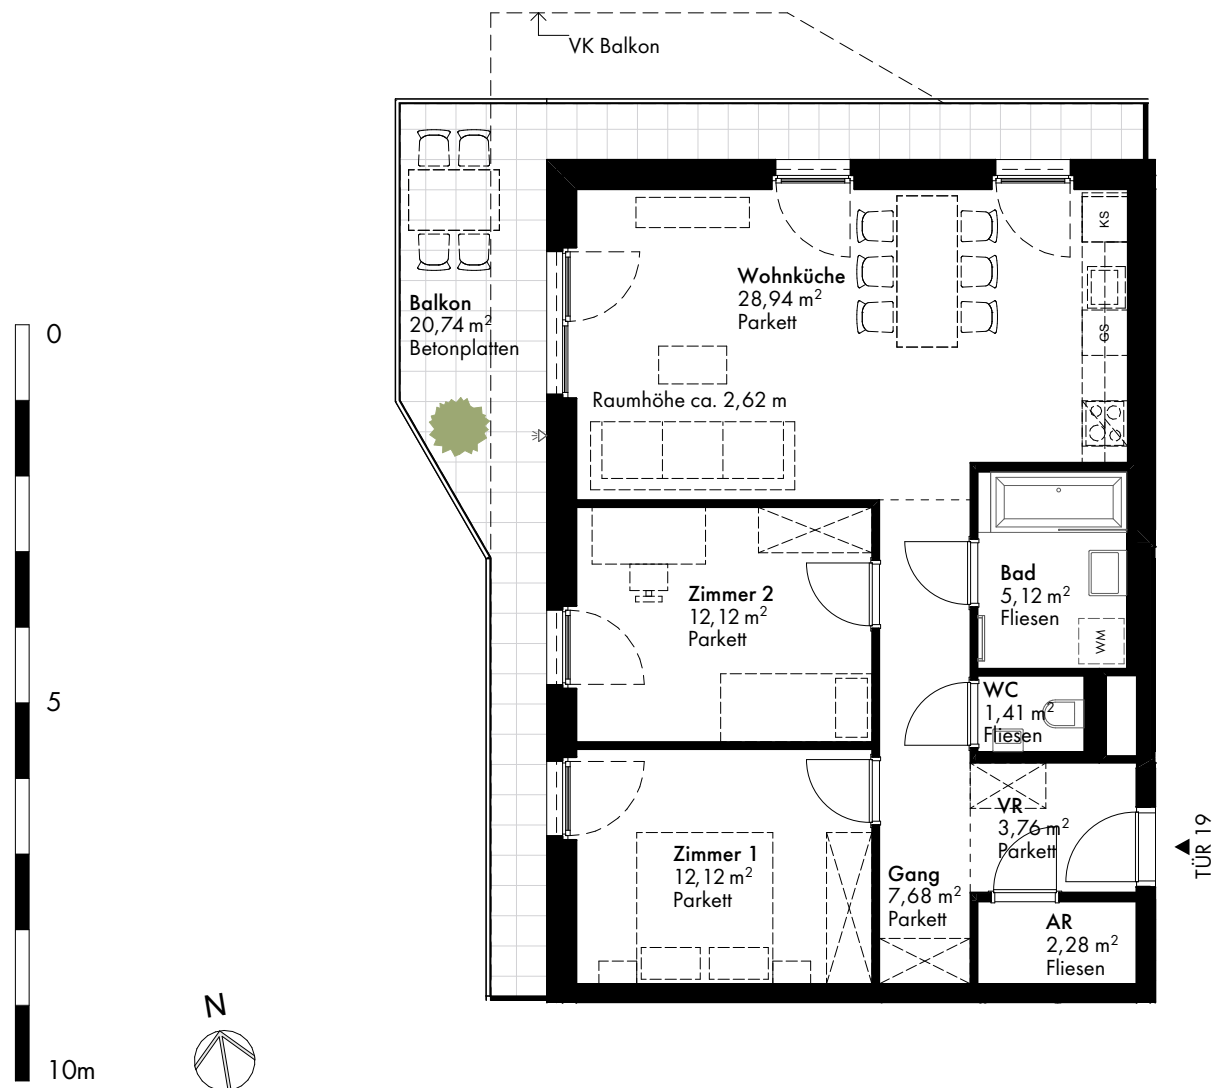 VK Balkon
KS
Wohnküche
28,94 m²
Parkett
Balkon
20,74 m²
Betonplatten
GS
0
Raumhöhe ca. 2,62 m
Bad
5,12 m²
Fliesen
Zimmer 2
12,12 m²
Parkett
WM
5
WC
1,41 m²
Fliesen
VR
3,76 m²
Parkett
TÜR 19
Zimmer 1
12,12 m²
Parkett
Gang
7,68 m²
Parkett
AR
2,28 m²
Fliesen
N
10m